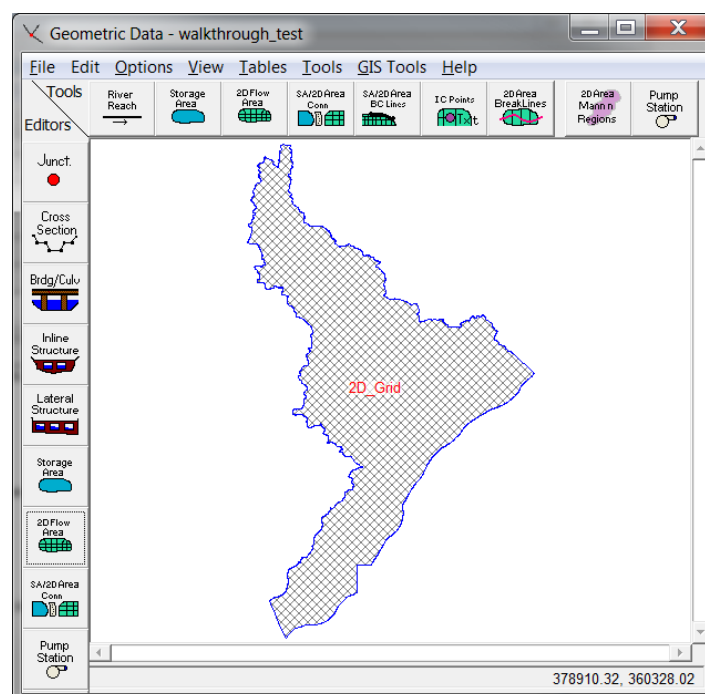 Geometric Data - walkthrough_test
File Edit Options View Tables Tools GIS Tools Help
Tools
Editors
River
Reach
Storage
Area
2D Flow
Area
SA/2D Area
Conn
SA/2D Area
BC Lines
IC Points
Txt
2D Area
BreakLines
2D Area
Mann n
Regions
Pump
Station
Junct.
Cross
Section
Brdg/Culv
Inline
Structure
Lateral
Structure
Storage
Area
2D Flow
Area
SA/2D Area
Conn
Pump
Station
2D_Grid
378910.32, 360328.02